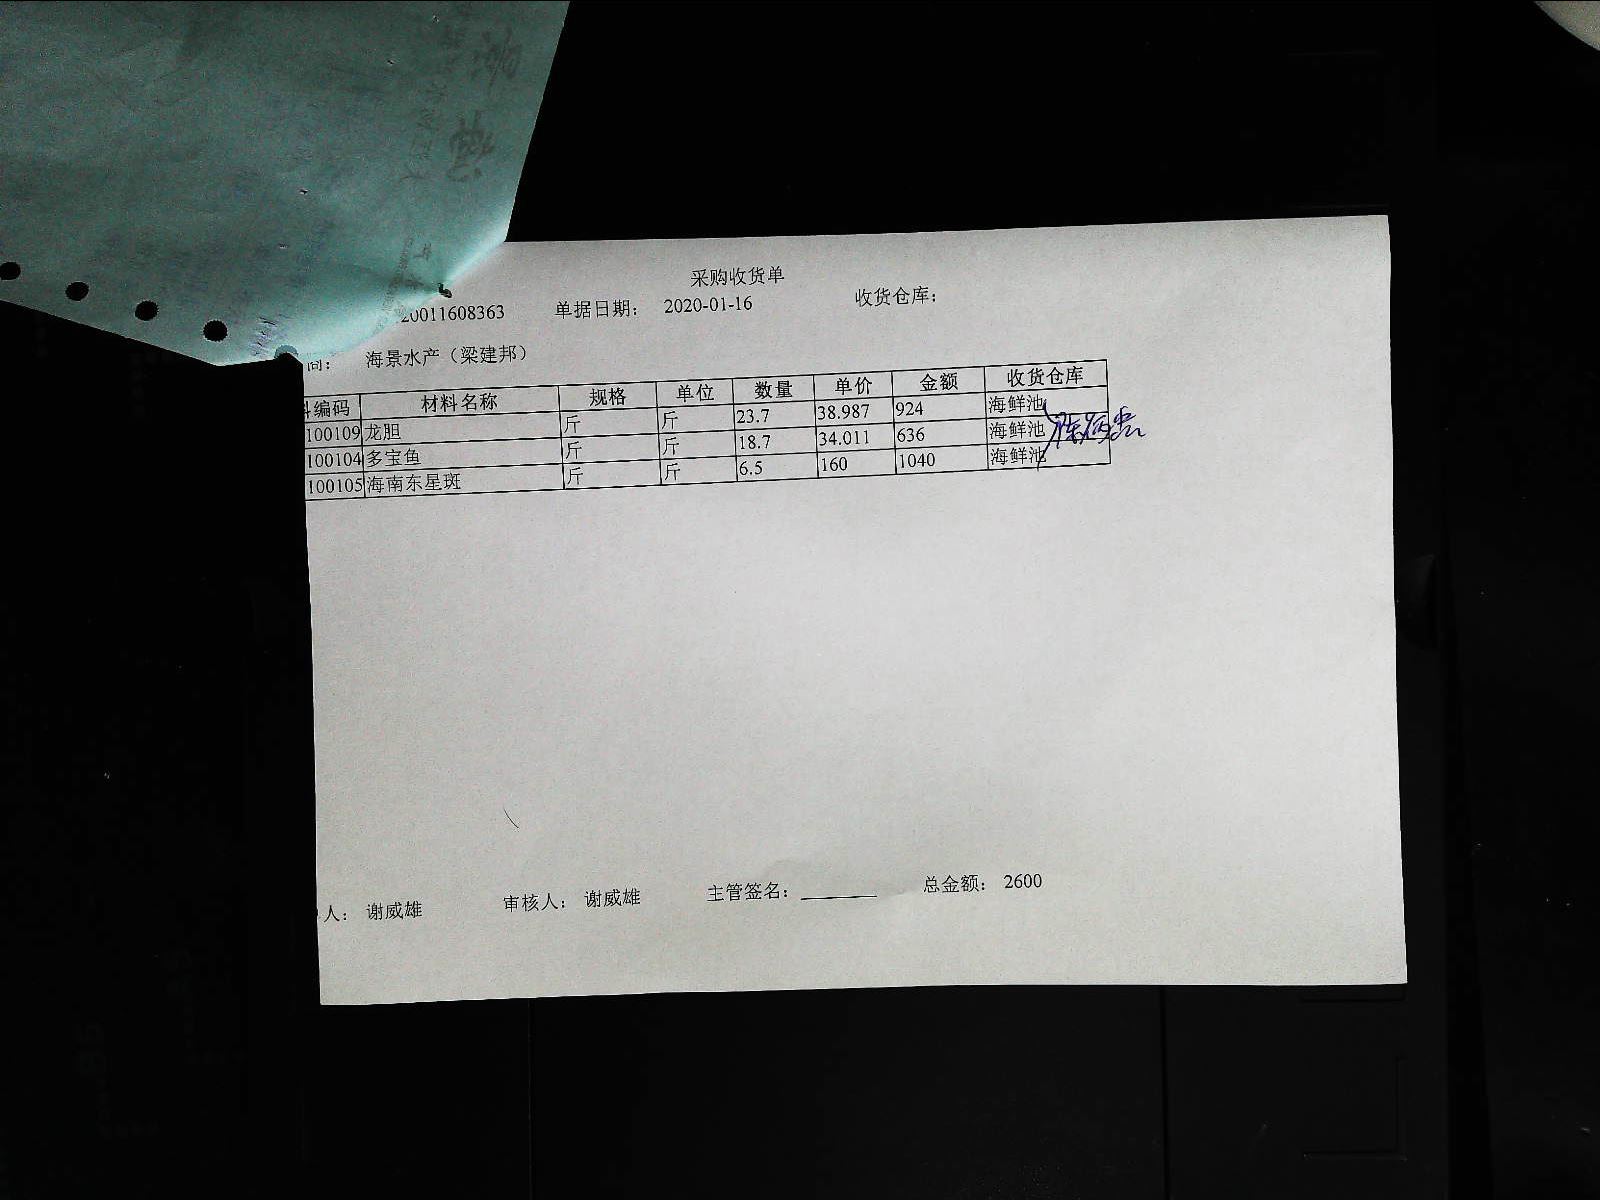 采购收货单
20011608363 单据日期: 2020-01-16 收货仓库:
商: 海景水产(梁建邦)
编码 材料名称 规格 单位 数量 单价 金额 收货仓库
100109 龙胆 斤 斤 23.7 38.987 924 海鲜池
100104 多宝鱼 斤 斤 18.7 34.011 636 海鲜池
100105 海南东星斑 斤 斤 6.5 160 1040 海鲜池
人: 谢威雄 审核人: 谢威雄 主管签名: 总金额: 2600